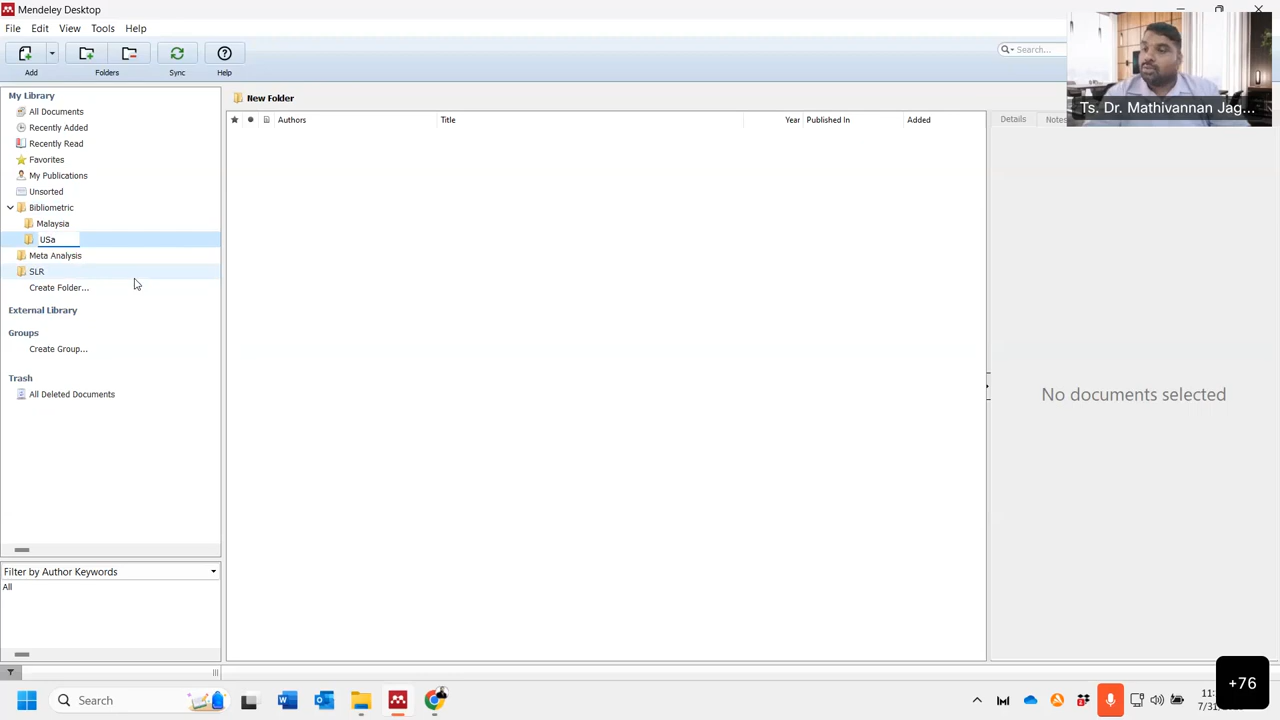 Mendeley Desktop
File Edit View Tools Help
Add Folders Sync Help
Search...
Ts. Dr. Mathivannan Jag...
My Library
All Documents
Recently Added
Recently Read
Favorites
My Publications
Unsorted
Bibliometric
Malaysia
USa
Meta Analysis
SLR
Create Folder...
External Library
Groups
Create Group...
Trash
All Deleted Documents
Filter by Author Keywords
All
New Folder
Authors Title Year Published In Added
Details Notes
No documents selected
+76
Search
11:
7/31/